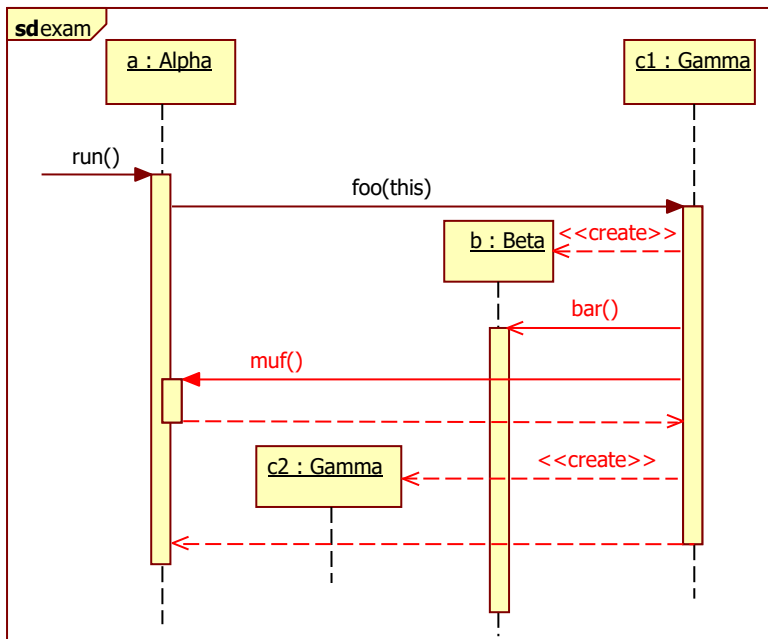 sd exam
a : Alpha
c1 : Gamma
run()
foo(this)
<<create>>
b : Beta
bar()
muf()
c2 : Gamma
<<create>>